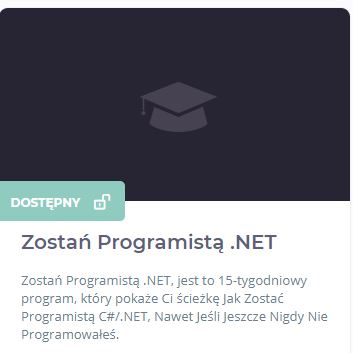 DOSTĘPNY
Zostań Programistą .NET
Zostań Programistą .NET, jest to 15-tygodniowy
program, który pokaże Ci ścieżkę Jak Zostać
Programistą C#/.NET, Nawet Jeśli Jeszcze Nigdy Nie
Programowałeś.